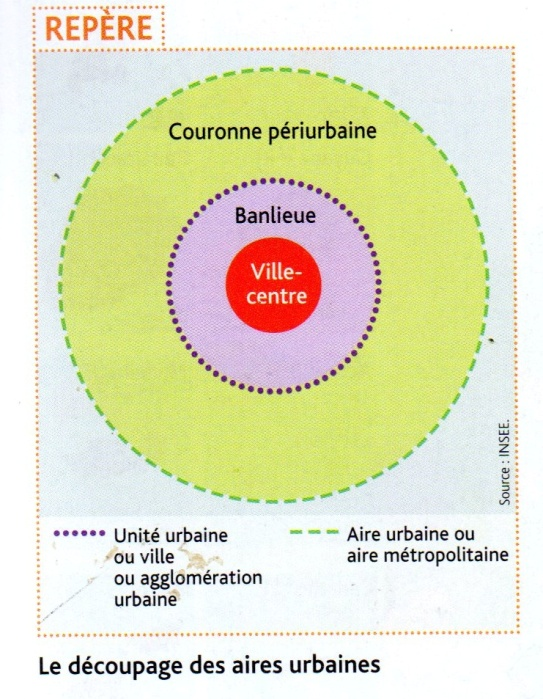 REPÈRE
Couronne périurbaine
Banlieue
Ville-
centre
Source : INSEE.
Unité urbaine
ou ville
ou agglomération
urbaine
Aire urbaine ou
aire métropolitaine
Le découpage des aires urbaines